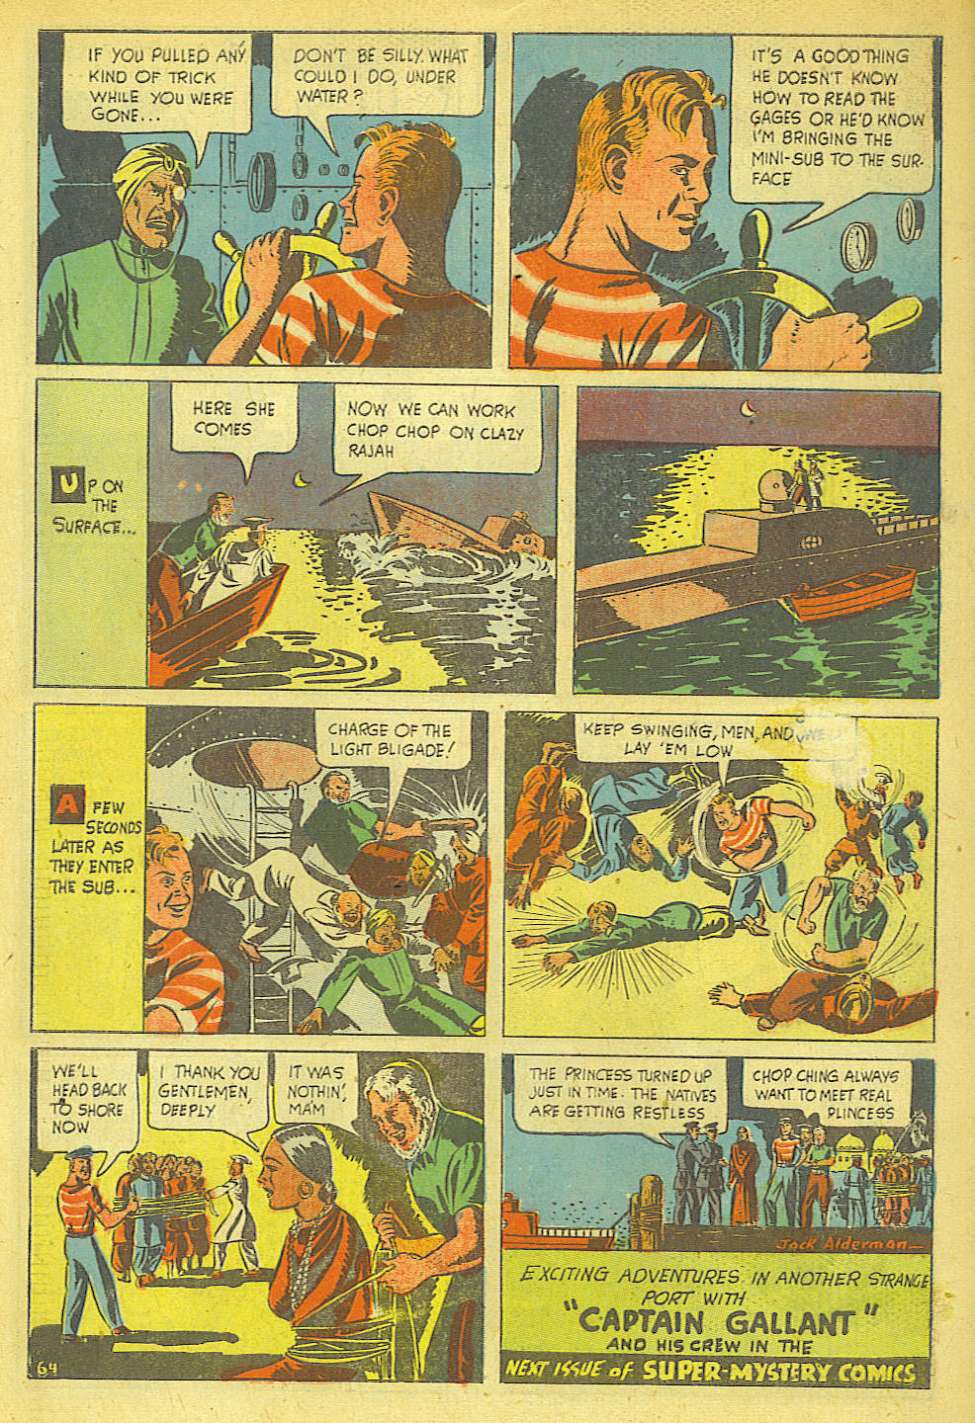 IF YOU PULLED ANY
KIND OF TRICK
WHILE YOU WERE
GONE...
DON'T BE SILLY. WHAT
COULD I DO, UNDER
WATER?
IT'S A GOOD THING
HE DOESN'T KNOW
HOW TO READ THE
GAGES OR HE'D KNOW
I'M BRINGING THE
MINI-SUB TO THE SUR-
FACE
UP ON
THE
SURFACE...
HERE SHE
COMES
NOW WE CAN WORK
CHOP CHOP ON CLAZY
RAJAH
A FEW
SECONDS
LATER AS
THEY ENTER
THE SUB...
CHARGE OF THE
LIGHT BLIGADE!
KEEP SWINGING, MEN, AND WE'LL
LAY 'EM LOW
WE'LL
HEAD BACK
TO SHORE
NOW
I THANK YOU
GENTLEMEN,
DEEPLY
IT WAS
NOTHIN',
MA'M
64
THE PRINCESS TURNED UP
JUST IN TIME. THE NATIVES
ARE GETTING RESTLESS
CHOP CHING ALWAYS
WANT TO MEET REAL
PLINCESS
Jack Alderman
EXCITING ADVENTURES IN ANOTHER STRANGE
PORT WITH
"CAPTAIN GALLANT"
AND HIS CREW IN THE
NEXT ISSUE of SUPER-MYSTERY COMICS